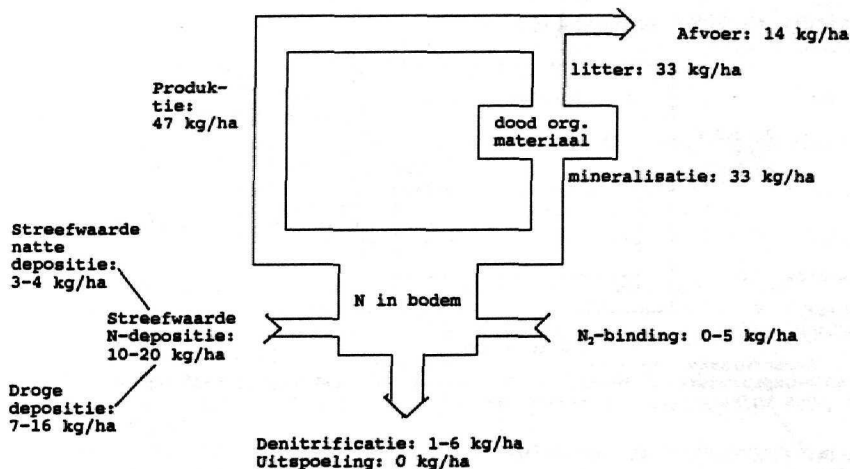 Afvoer: 14 kg/ha
litter: 33 kg/ha
Produk-
tie:
47 kg/ha
dood org.
materiaal
mineralisatie: 33 kg/ha
Streefwaarde
natte
depositie:
3-4 kg/ha
N in bodem
Streefwaarde
N-depositie:
10-20 kg/ha
N₂-binding: 0-5 kg/ha
Droge
depositie:
7-16 kg/ha
Denitrificatie: 1-6 kg/ha
Uitspoeling: 0 kg/ha